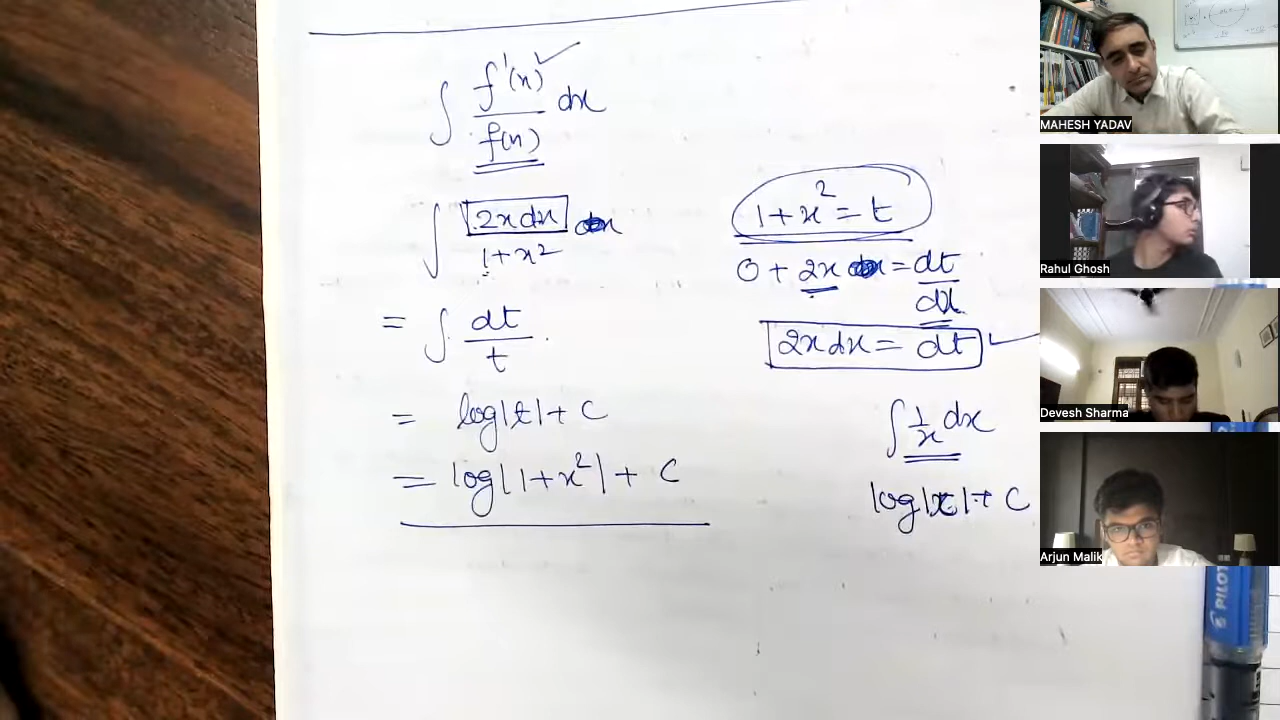 ∫ f'(x) / f(x) dx
∫ 2x dx / 1+x²
= ∫ dt / t
= log|t| + c
= log|1+x²| + c
1+x² = t
0 + 2x = dt / dx
2x dx = dt
∫ 1/x dx
log|x| + c
MAHESH YADAV
Rahul Ghosh
Devesh Sharma
Arjun Malik
PILOT